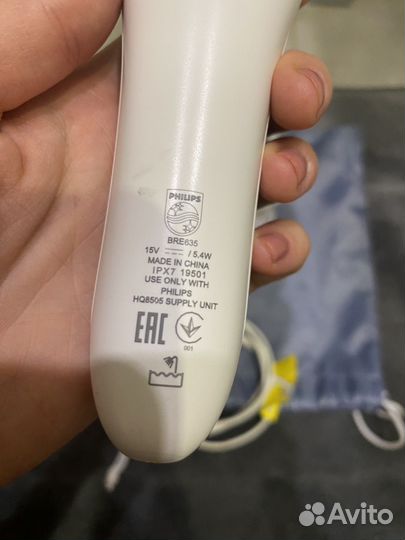 PHILIPS
BRE635
15V ⎓ / 5.4W
MADE IN CHINA
IPX7 19501
USE ONLY WITH
PHILIPS
HQ8505 SUPPLY UNIT
EAC
001
Avito